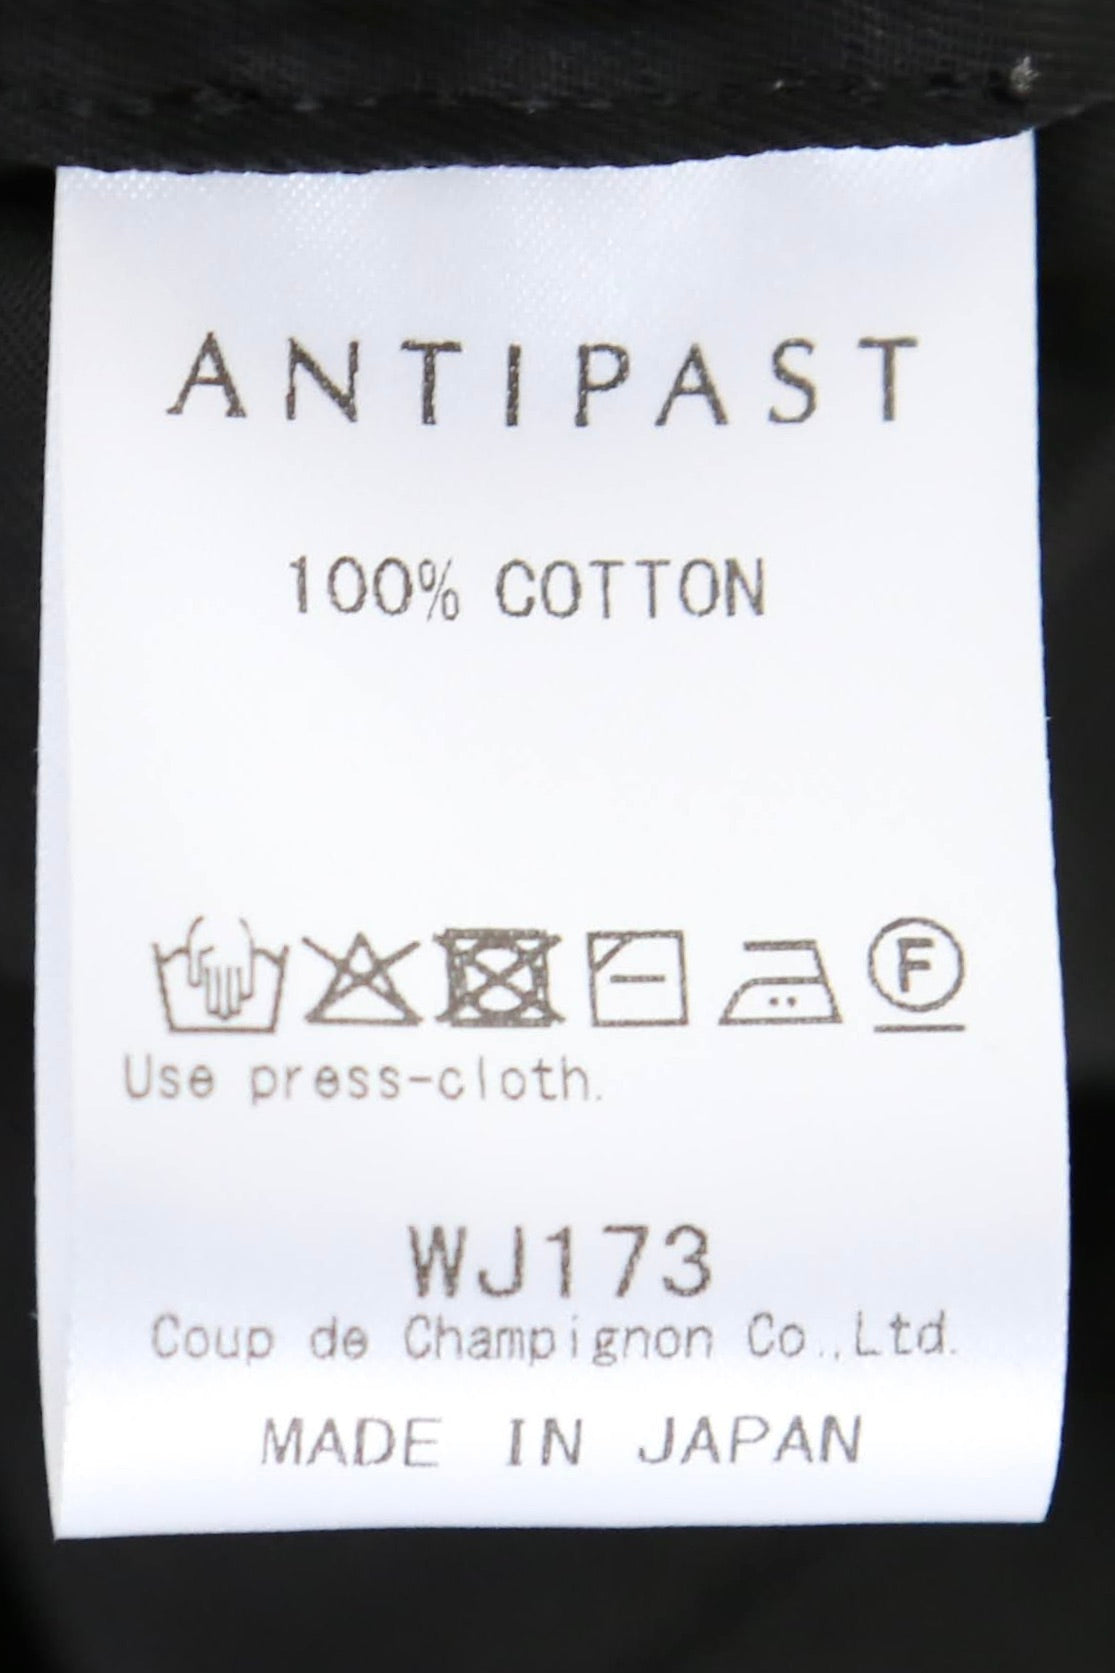 ANTIPAST
100% COTTON
F
Use press-cloth.
WJ173
Coup de Champignon Co.,Ltd.
MADE IN JAPAN